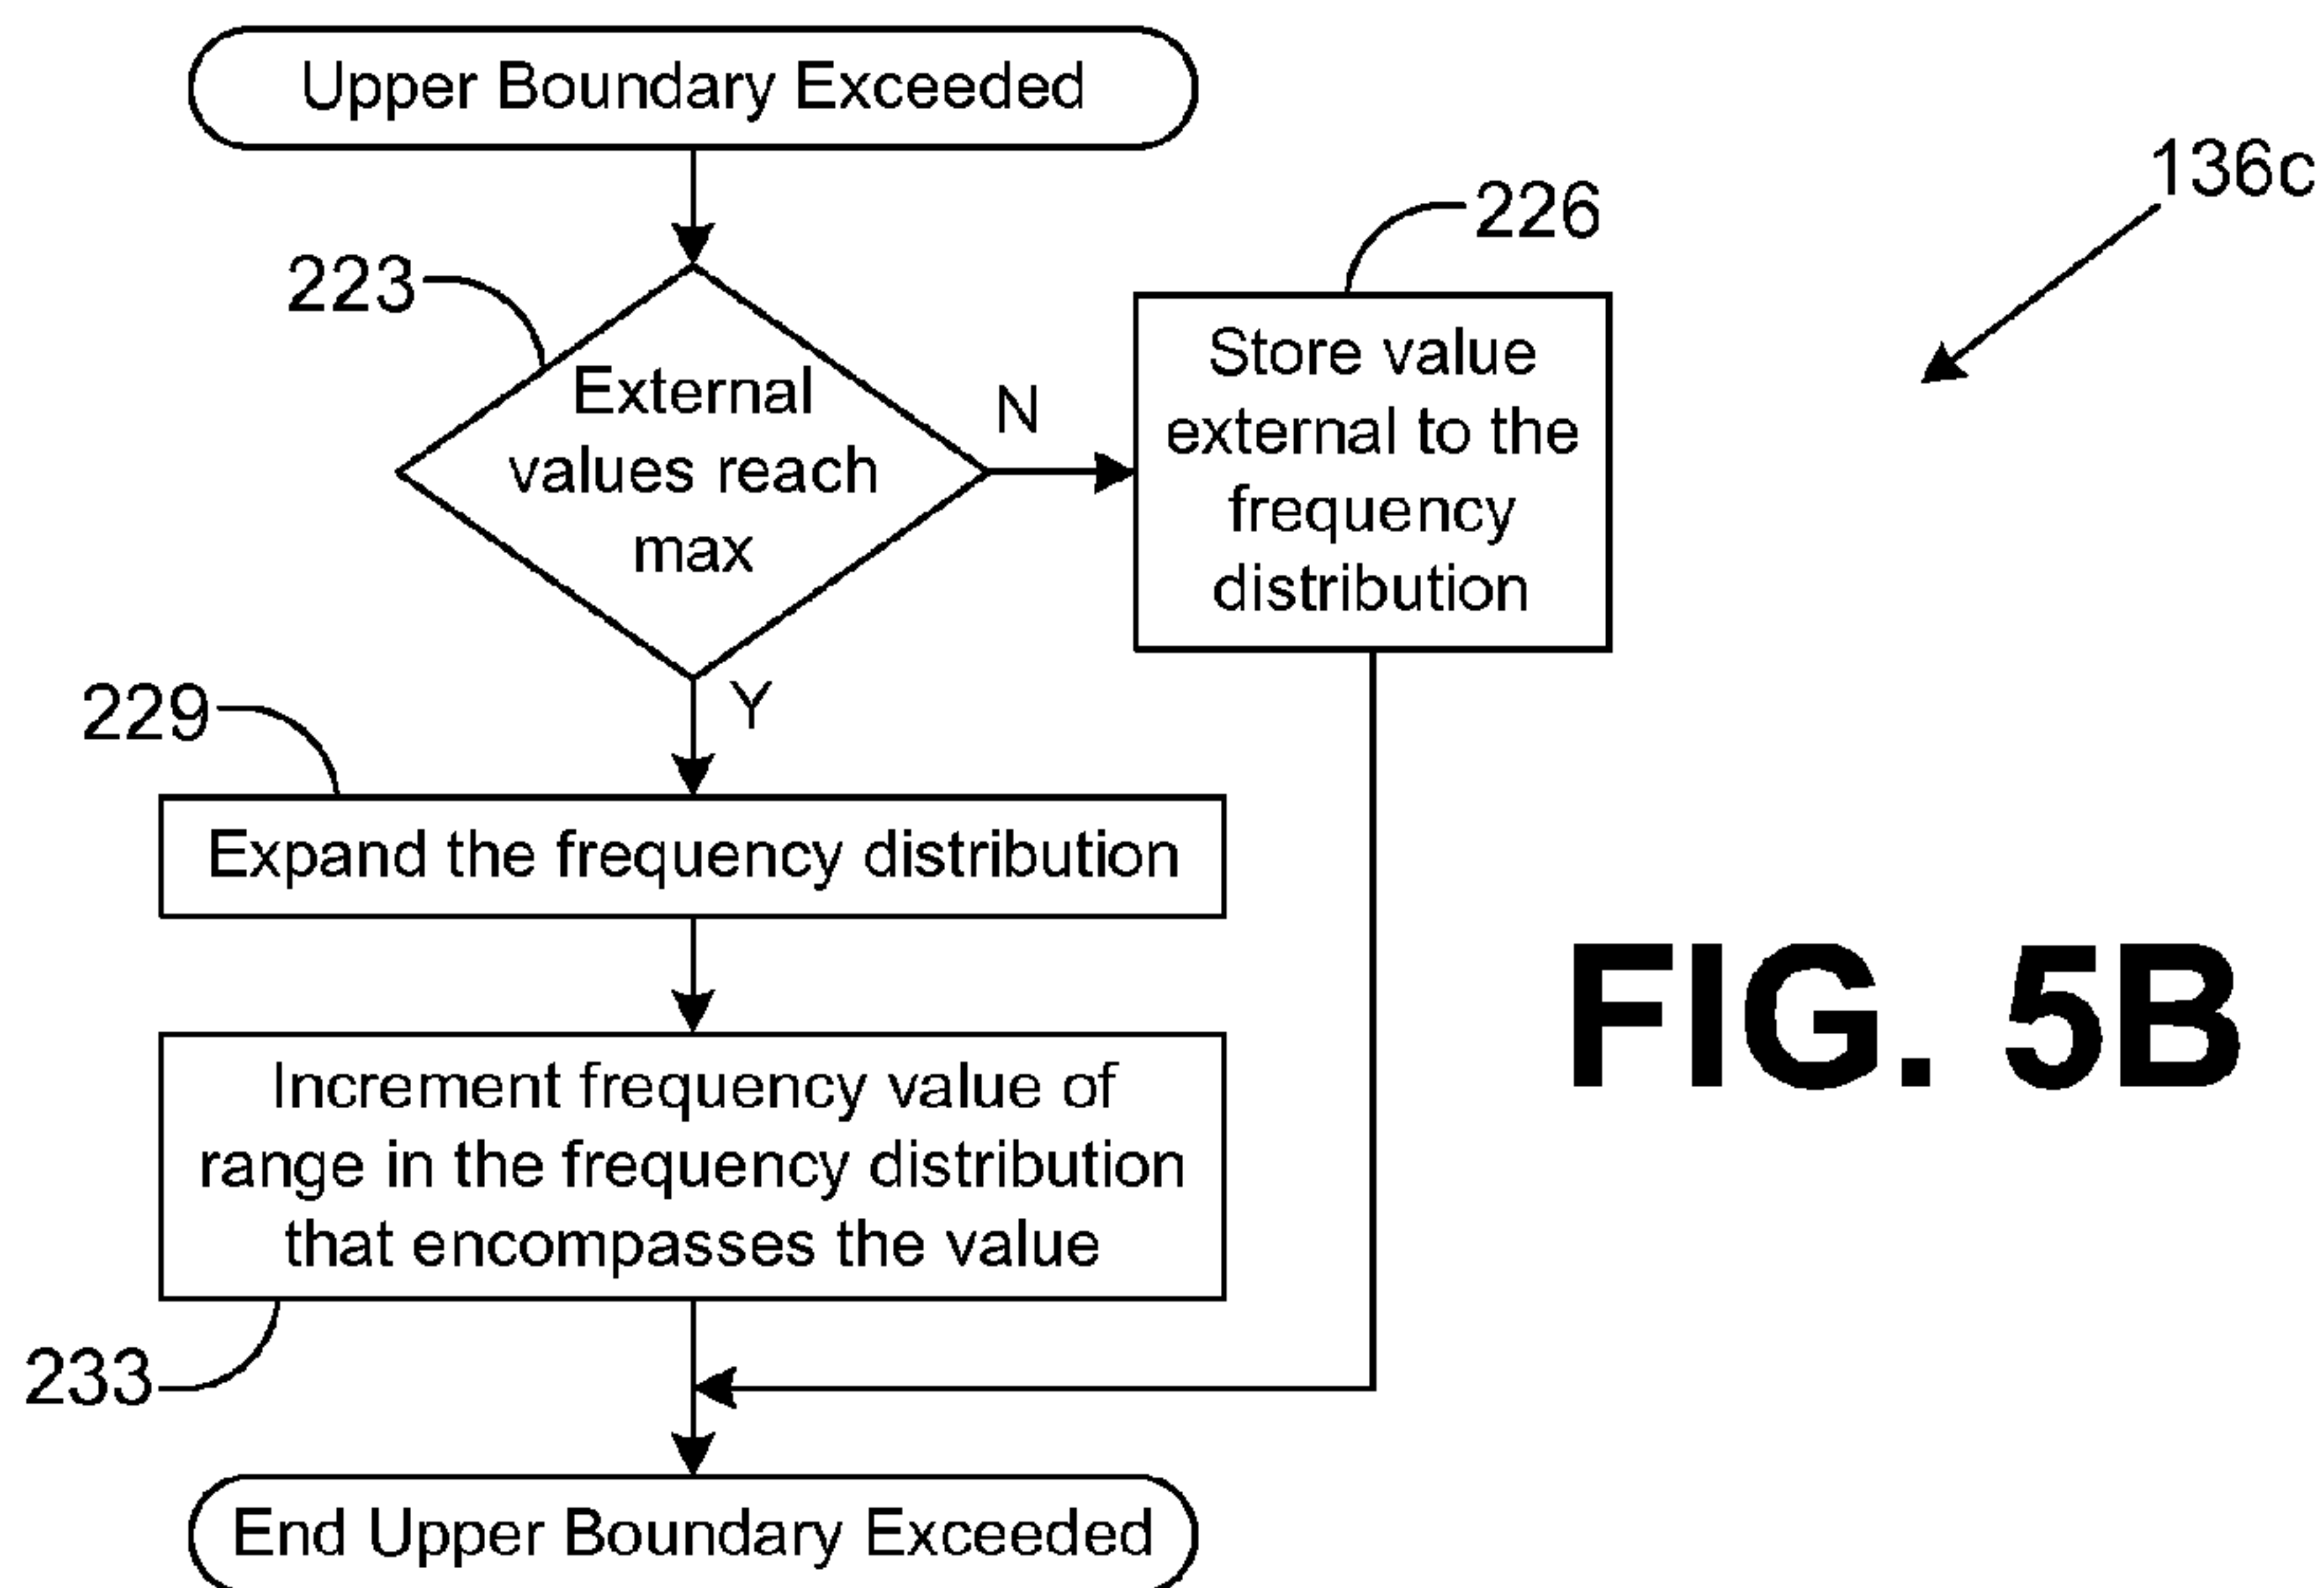 Upper Boundary Exceeded
136c
226
223
External
values reach
max
N
Store value
external to the
frequency
distribution
Y
229
Expand the frequency distribution
FIG. 5B
Increment frequency value of
range in the frequency distribution
that encompasses the value
233
End Upper Boundary Exceeded